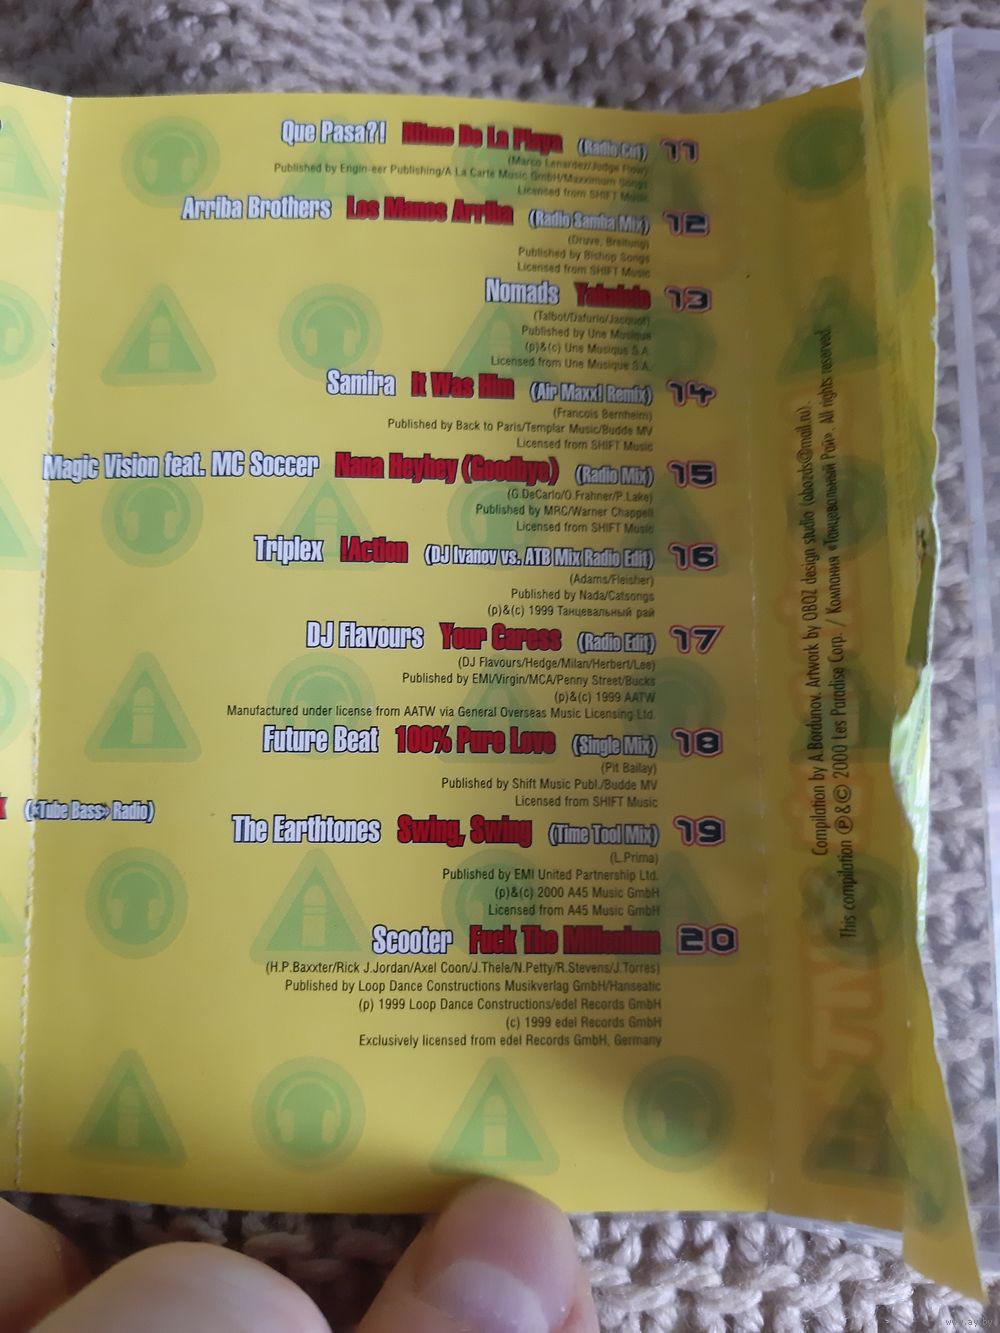 Que Pasa?! Ritmo De La Playa (Radio Cut) 11
(Marco Lenardez/Judge
Published by Engin-eer Publishing/A La Carte Music GmbH/Maxximum Songs
Licensed from SHIFT Music
Arriba Brothers Los Manos Arriba (Radio Samba Mix) 12
(Druve, Breitung)
Published by Bishop Songs
Licensed from SHIFT Music
Nomads Yakalelo 13
(Talbot/Dafurio/Jacquot)
Published by Une Musique
(p)&(c) Une Musique S.A.
Licensed from Une Musique S.A.
Samira It Was Him (Air Maxx! Remix) 14
(Francois Bernheim)
Published by Back to Paris/Templar Music/Budde MV
Licensed from SHIFT Music
Magic Vision feat. MC Soccer Nana Heyhey (Goodbye) (Radio Mix) 15
(G.DeCarlo/O.Frahner/P.Lake)
Published by MRC/Warner Chappell
Licensed from SHIFT Music
Triplex !Action (DJ Ivanov vs. ATB Mix Radio Edit) 16
(Adams/Fleisher)
Published by Nada/Catsongs
(p)&(c) 1999 Танцевальный рай
DJ Flavours Your Caress (Radio Edit) 17
(DJ Flavours/Hedge/Milan/Herbert/Lee)
Published by EMI/Virgin/MCA/Penny Street/Bucks
(p)&(c) 1999 AATW
Manufactured under license from AATW via General Overseas Music Licensing Ltd.
Future Beat 100% Pure Love (Single Mix) 18
(Pit Bailay)
Published by Shift Music Publ./Budde MV
Licensed from SHIFT Music
(«Tube Bass» Radio)
The Earthtones Swing, Swing (Time Tool Mix) 19
(L.Prima)
Published by EMI United Partnership Ltd.
(p)&(c) 2000 A45 Music GmbH
Licensed from A45 Music GmbH
Scooter Fuck The Millenium 20
(H.P.Baxxter/Rick J.Jordan/Axel Coon/J.Thele/N.Petty/R.Stevens/J.Torres)
Published by Loop Dance Constructions Musikverlag GmbH/Hanseatic
(p) 1999 Loop Dance Constructions/edel Records GmbH
(c) 1999 edel Records GmbH
Exclusively licensed from edel Records GmbH, Germany
Compilation by A.Bordunov. Artwork by OBOZ design studio (obozds@mail.ru).
This compilation ℗&© 2000 Les Paradise Corp. / Компания «Танцевальный Рай». All rights reserved.
www.ay.by